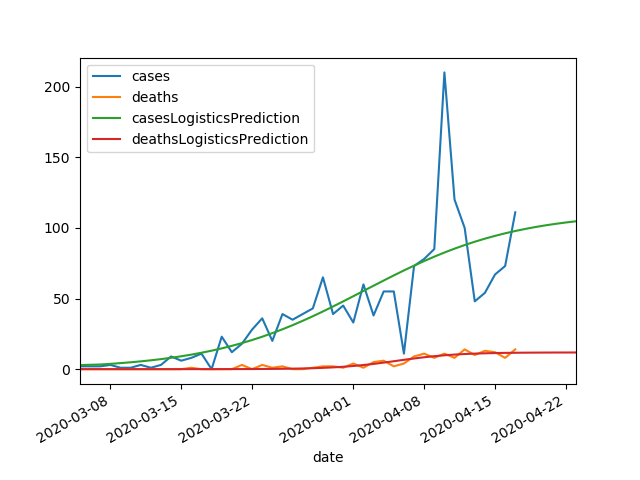 cases
deaths
casesLogisticsPrediction
deathsLogisticsPrediction
200
150
100
50
0
2020-03-08
2020-03-15
2020-03-22
2020-04-01
2020-04-08
2020-04-15
2020-04-22
date